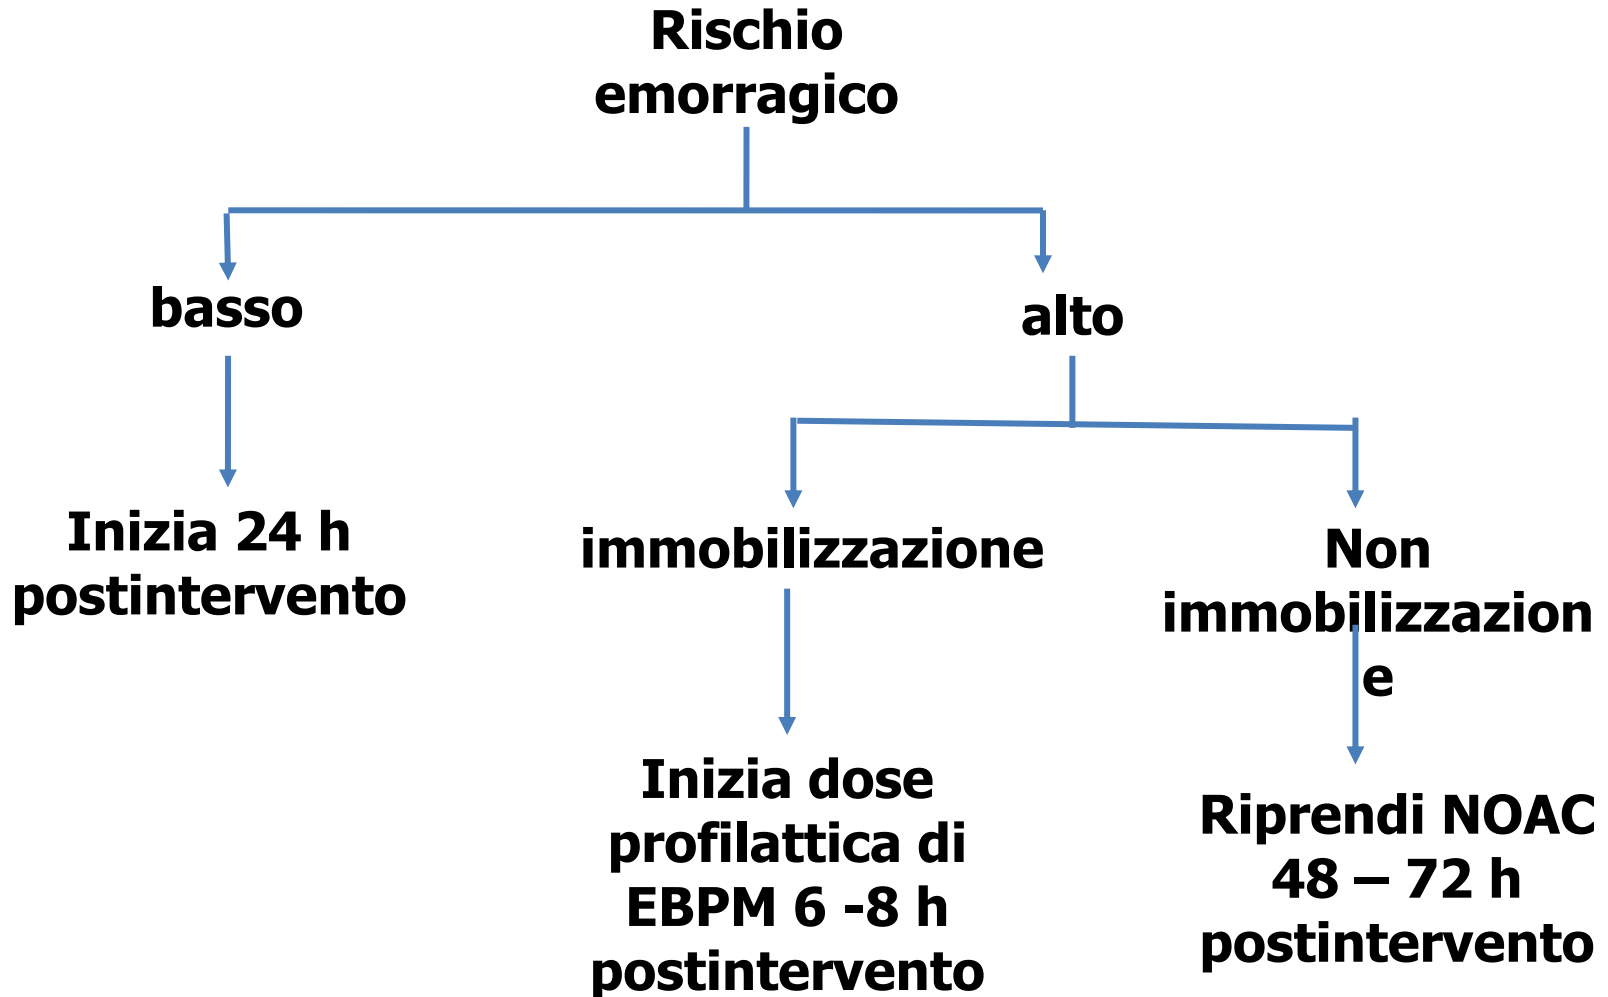 Rischio
emorragico
basso
alto
Inizia 24 h
postintervento
immobilizzazione
Non
immobilizzazion
e
Inizia dose
profilattica di
EBPM 6 -8 h
postintervento
Riprendi NOAC
48 – 72 h
postintervento